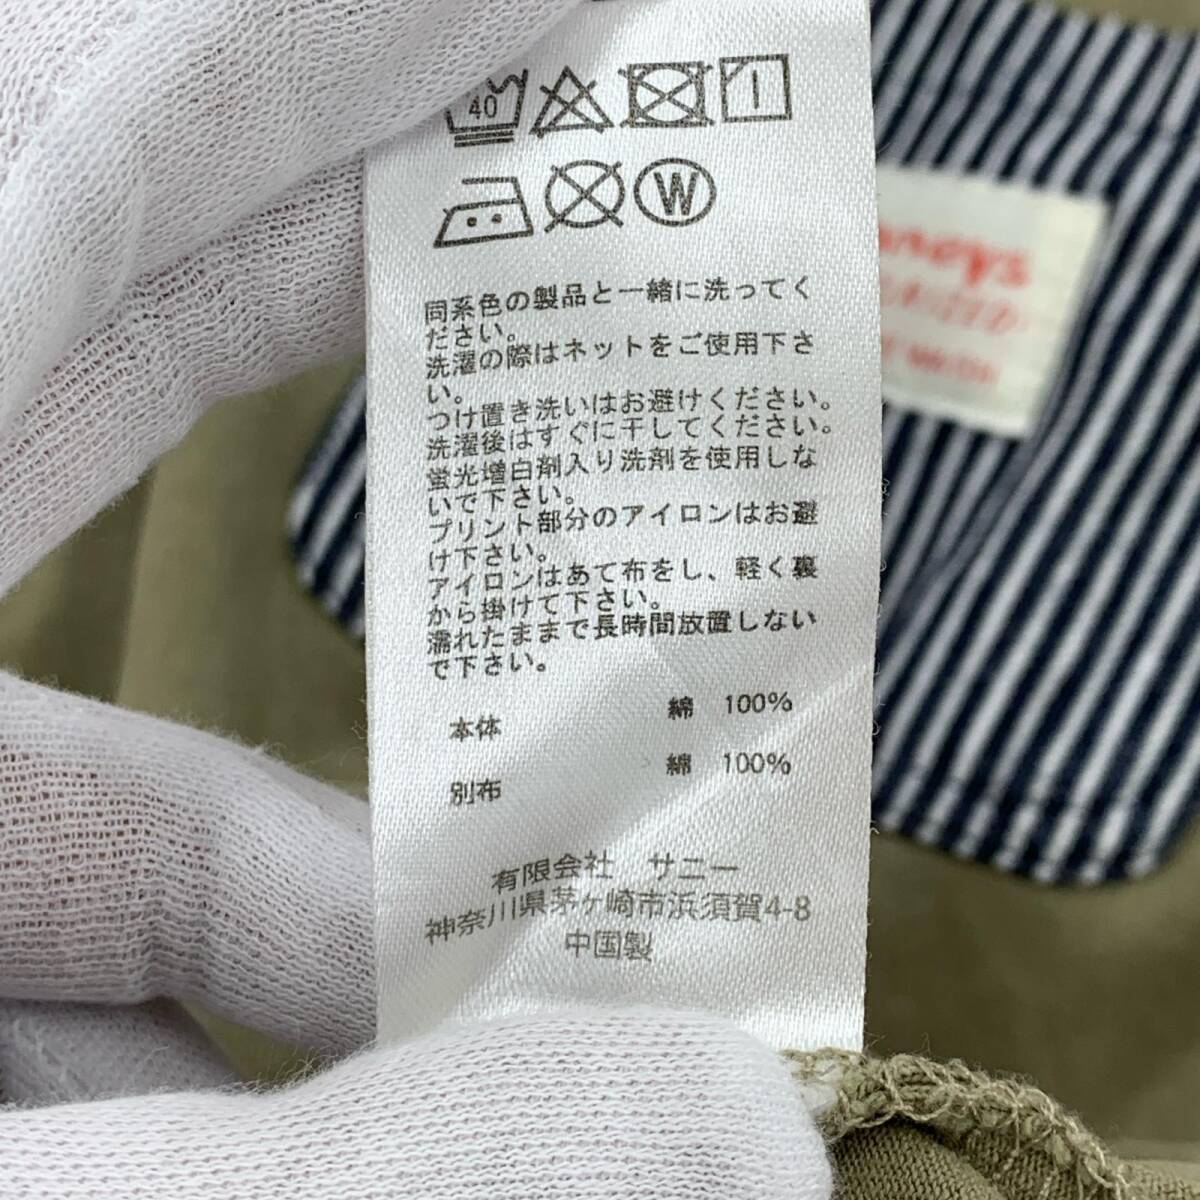 40
W
同系色の製品と一緒に洗ってく
ださい。
洗濯の際はネットをご使用下さ
い。
つけ置き洗いはお避けください。
洗濯後はすぐに干してください。
蛍光増白剤入り洗剤を使用しな
いで下さい。
プリント部分のアイロンはお避
け下さい。
アイロンはあて布をし、軽く裏
から掛けて下さい。
濡れたままで長時間放置しない
で下さい。
本体 綿 100%
別布 綿 100%
有限会社 サニー
神奈川県茅ヶ崎市浜須賀4-8
中国製